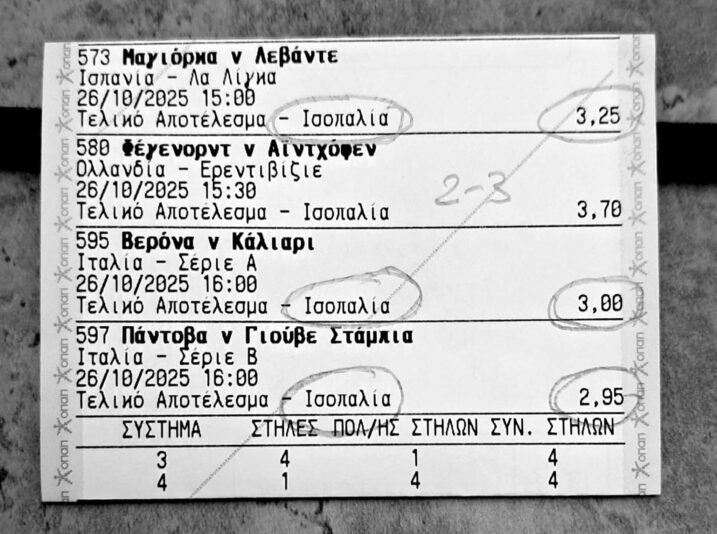 573 Μαγιόρκα v Λεβάντε
Ισπανία - Λα Λίγκα
26/10/2025 15:00
Τελικό Αποτέλεσμα - Ισοπαλία 3,25
580 Φέγενορντ v Αϊντχόφεν
Ολλανδία - Ερεντιβίζιε
2-3
26/10/2025 15:30
Τελικό Αποτέλεσμα - Ισοπαλία 3,70
595 Βερόνα v Κάλιαρι
Ιταλία - Σέριε Α
26/10/2025 16:00
Τελικό Αποτέλεσμα - Ισοπαλία 3,00
597 Πάντοβα v Γιούβε Στάμπια
Ιταλία - Σέριε Β
26/10/2025 16:00
Τελικό Αποτέλεσμα - Ισοπαλία 2,95
ΣΥΣΤΗΜΑ ΣΤΗΛΕΣ ΠΟΛ/ΗΣ ΣΤΗΛΩΝ ΣΥΝ. ΣΤΗΛΩΝ
3 4 1 4
4 1 4 4